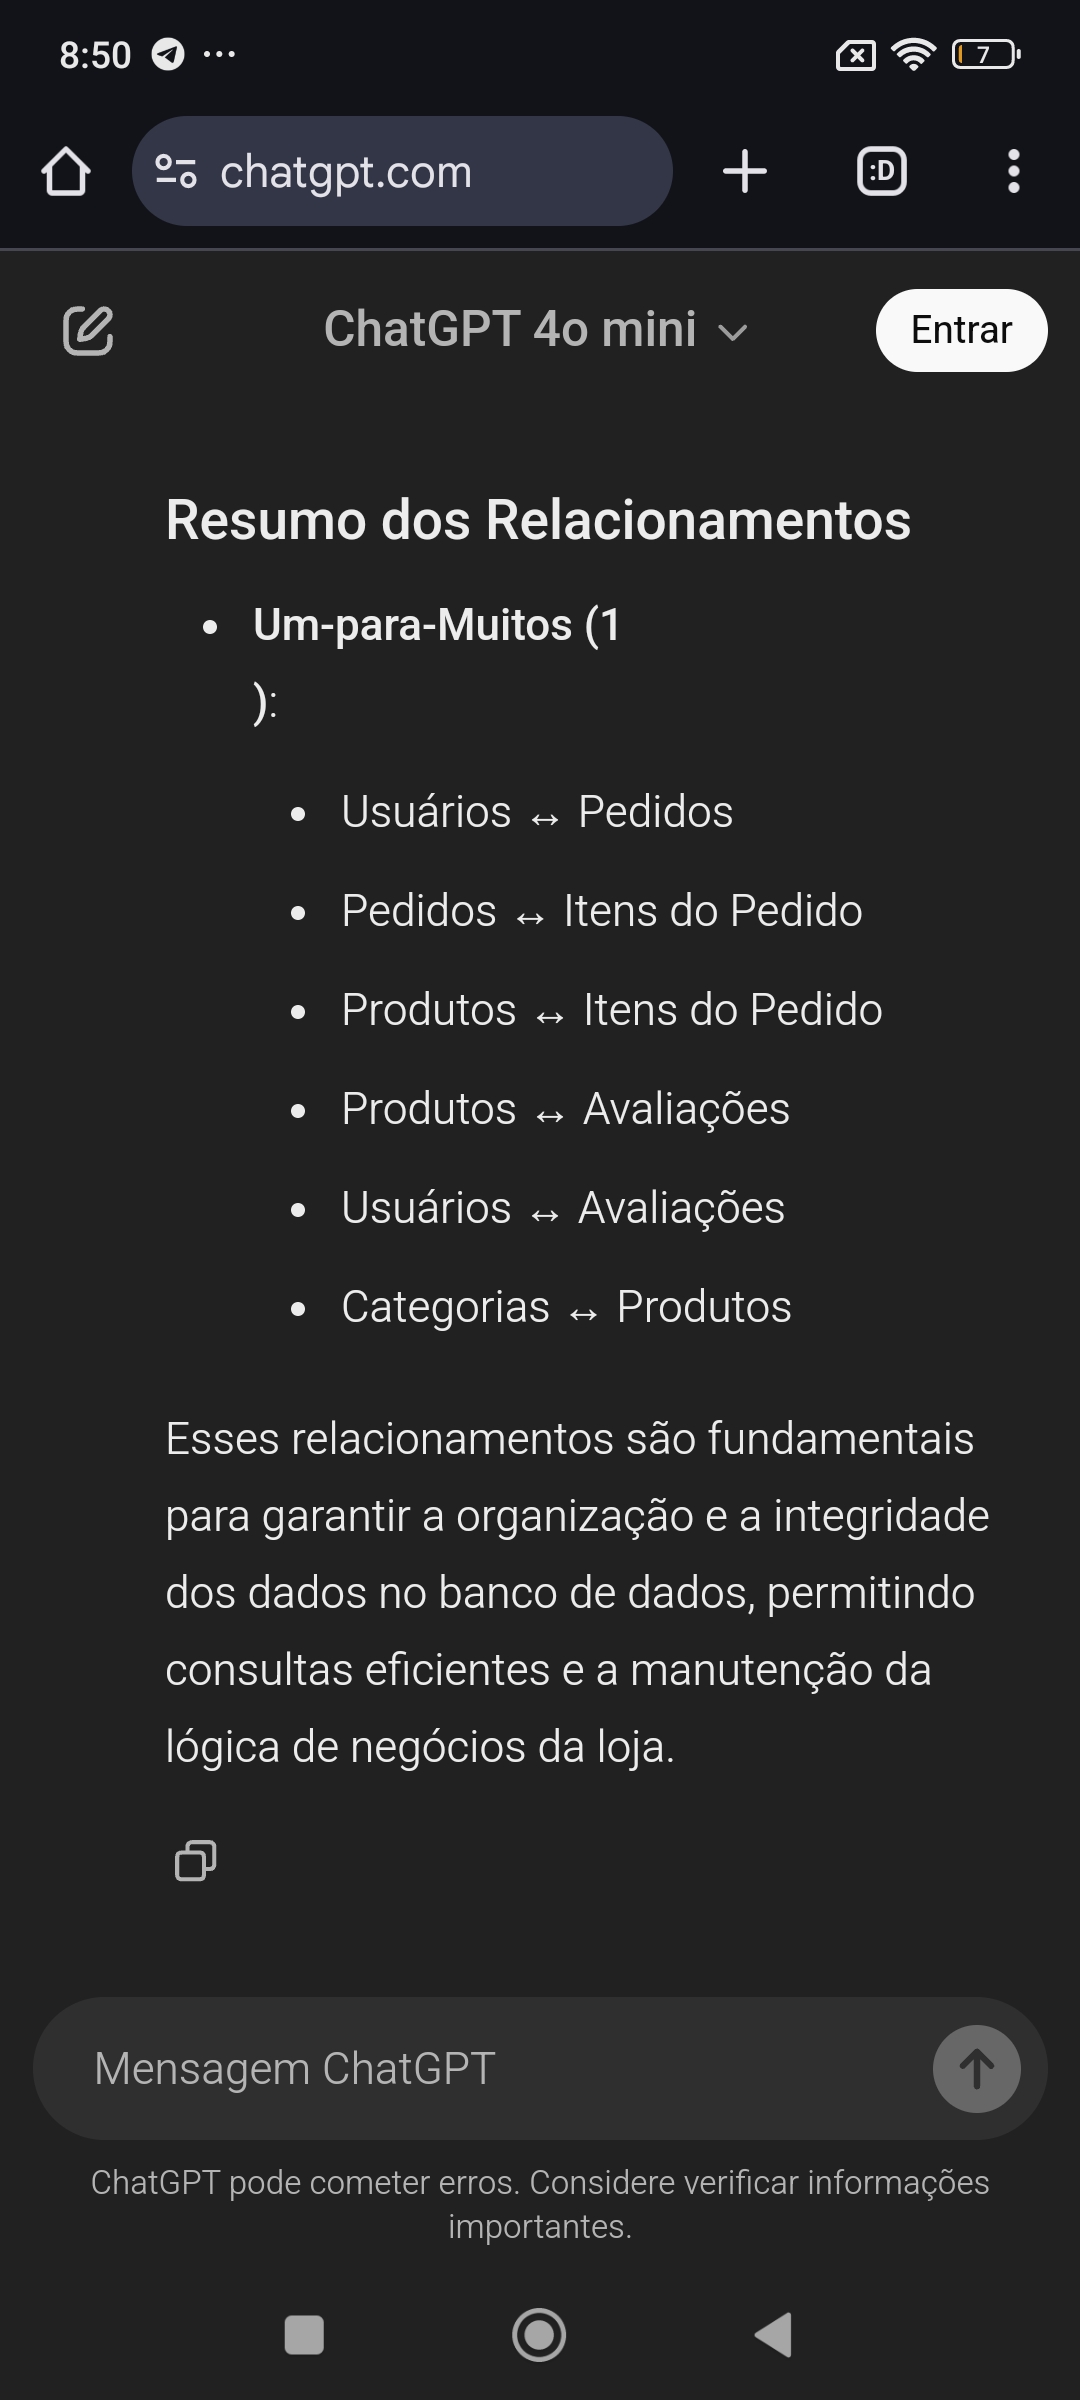 8:50
7
chatgpt.com
:D
ChatGPT 4o mini
Entrar
Resumo dos Relacionamentos
• Um-para-Muitos (1
):
• Usuários ↔ Pedidos
• Pedidos ↔ Itens do Pedido
• Produtos ↔ Itens do Pedido
• Produtos ↔ Avaliações
• Usuários ↔ Avaliações
• Categorias ↔ Produtos
Esses relacionamentos são fundamentais
para garantir a organização e a integridade
dos dados no banco de dados, permitindo
consultas eficientes e a manutenção da
lógica de negócios da loja.
Mensagem ChatGPT
ChatGPT pode cometer erros. Considere verificar informações
importantes.